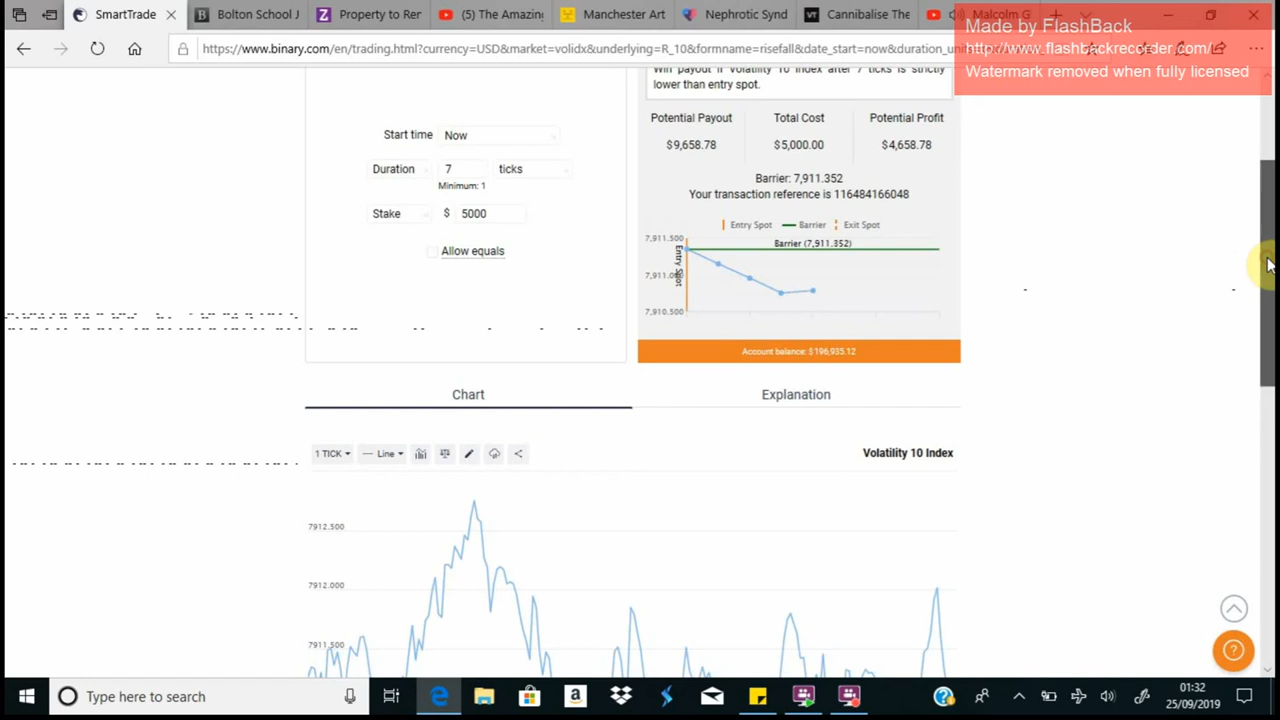 SmartTrade
Bolton School |
Property to Rer
(5) The Amazing
Manchester Art
Nephrotic Synd
Cannibalise The
Malcolm G
Made by FlashBack
http://www.flashbackrecorder.com/
Watermark removed when fully licensed
https://www.binary.com/en/trading.html?currency=USD&market=volidx&underlying=R_10&formname=risefall&date_start=now&duration_un
Win payout if Volatility 10 Index after 7 ticks is strictly
lower than entry spot.
Start time Now
Duration 7 ticks
Minimum: 1
Stake $ 5000
Allow equals
Potential Payout Total Cost Potential Profit
$9,658.78 $5,000.00 $4,658.78
Barrier: 7,911.352
Your transaction reference is 116484166048
Entry Spot Barrier Exit Spot
7,911.500
Barrier (7,911.352)
Entry Spot
7,910.500
Account balance: $196,935.12
Chart Explanation
1 TICK Line
Volatility 10 Index
7912.500
7912.000
7911.500
Type here to search
01:32
25/09/2019